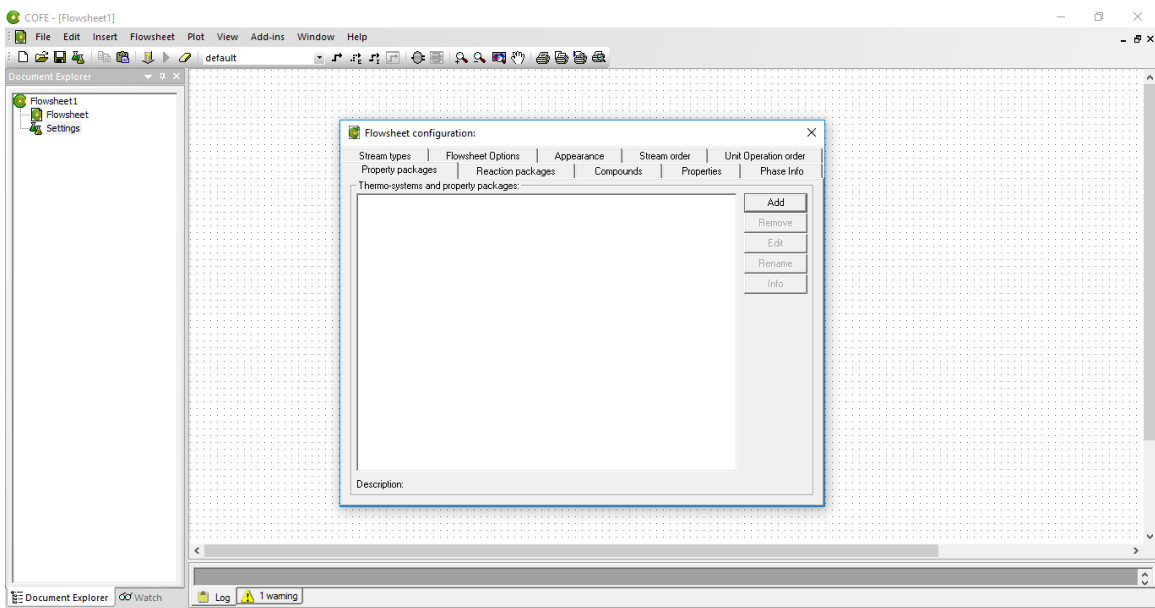 COFE - [Flowsheet1]
File Edit Insert Flowsheet Plot View Add-ins Window Help
default
Document Explorer
Flowsheet1
Flowsheet
Settings
Flowsheet configuration:
Stream types Flowsheet Options Appearance Stream order Unit Operation order
Property packages Reaction packages Compounds Properties Phase Info
Thermo-systems and property packages:
Add
Remove
Edit
Rename
Info
Description:
Document Explorer Watch
Log 1 warning